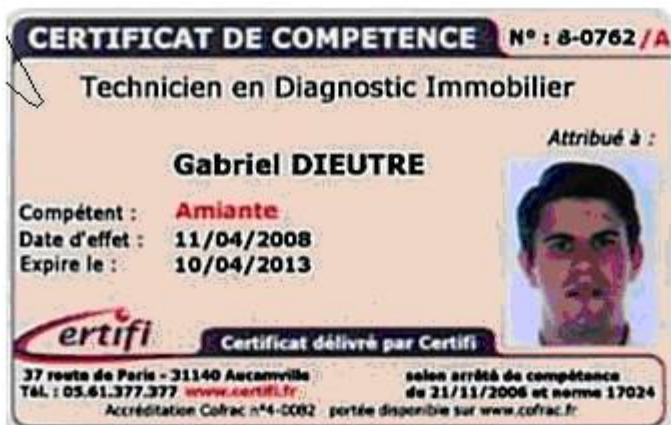 CERTIFICAT DE COMPETENCE N° : 8-0762 /A
Technicien en Diagnostic Immobilier
Attribué à :
Gabriel DIEUTRE
Compétent : Amiante
Date d'effet : 11/04/2008
Expire le : 10/04/2013
Certifi
Certificat délivré par Certifi
37 route de Paris - 31140 Aucamville
Tél. : 05.61.377.377 www.certifi.fr
selon arrêté de compétence
du 21/11/2006 et norme 17024
Accréditation Cofrac n°4-0082 portée disponible sur www.cofrac.fr